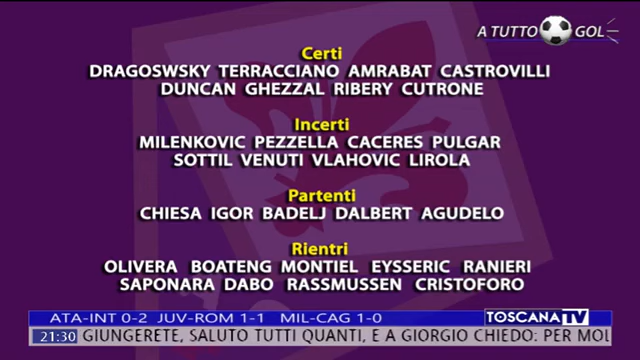 A TUTTO GOL
Certi
DRAGOSWSKY TERRACCIANO AMRABAT CASTROVILLI
DUNCAN GHEZZAL RIBERY CUTRONE
Incerti
MILENKOVIC PEZZELLA CACERES PULGAR
SOTTIL VENUTI VLAHOVIC LIROLA
Partenti
CHIESA IGOR BADELJ DALBERT AGUDELO
Rientri
OLIVERA BOATENG MONTIEL EYSSERIC RANIERI
SAPONARA DABO RASSMUSSEN CRISTOFORO
ATA-INT 0-2 JUV-ROM 1-1 MIL-CAG 1-0
TOSCANA TV
21:30 GIUNGERETE, SALUTO TUTTI QUANTI, E A GIORGIO CHIEDO: PER MOL